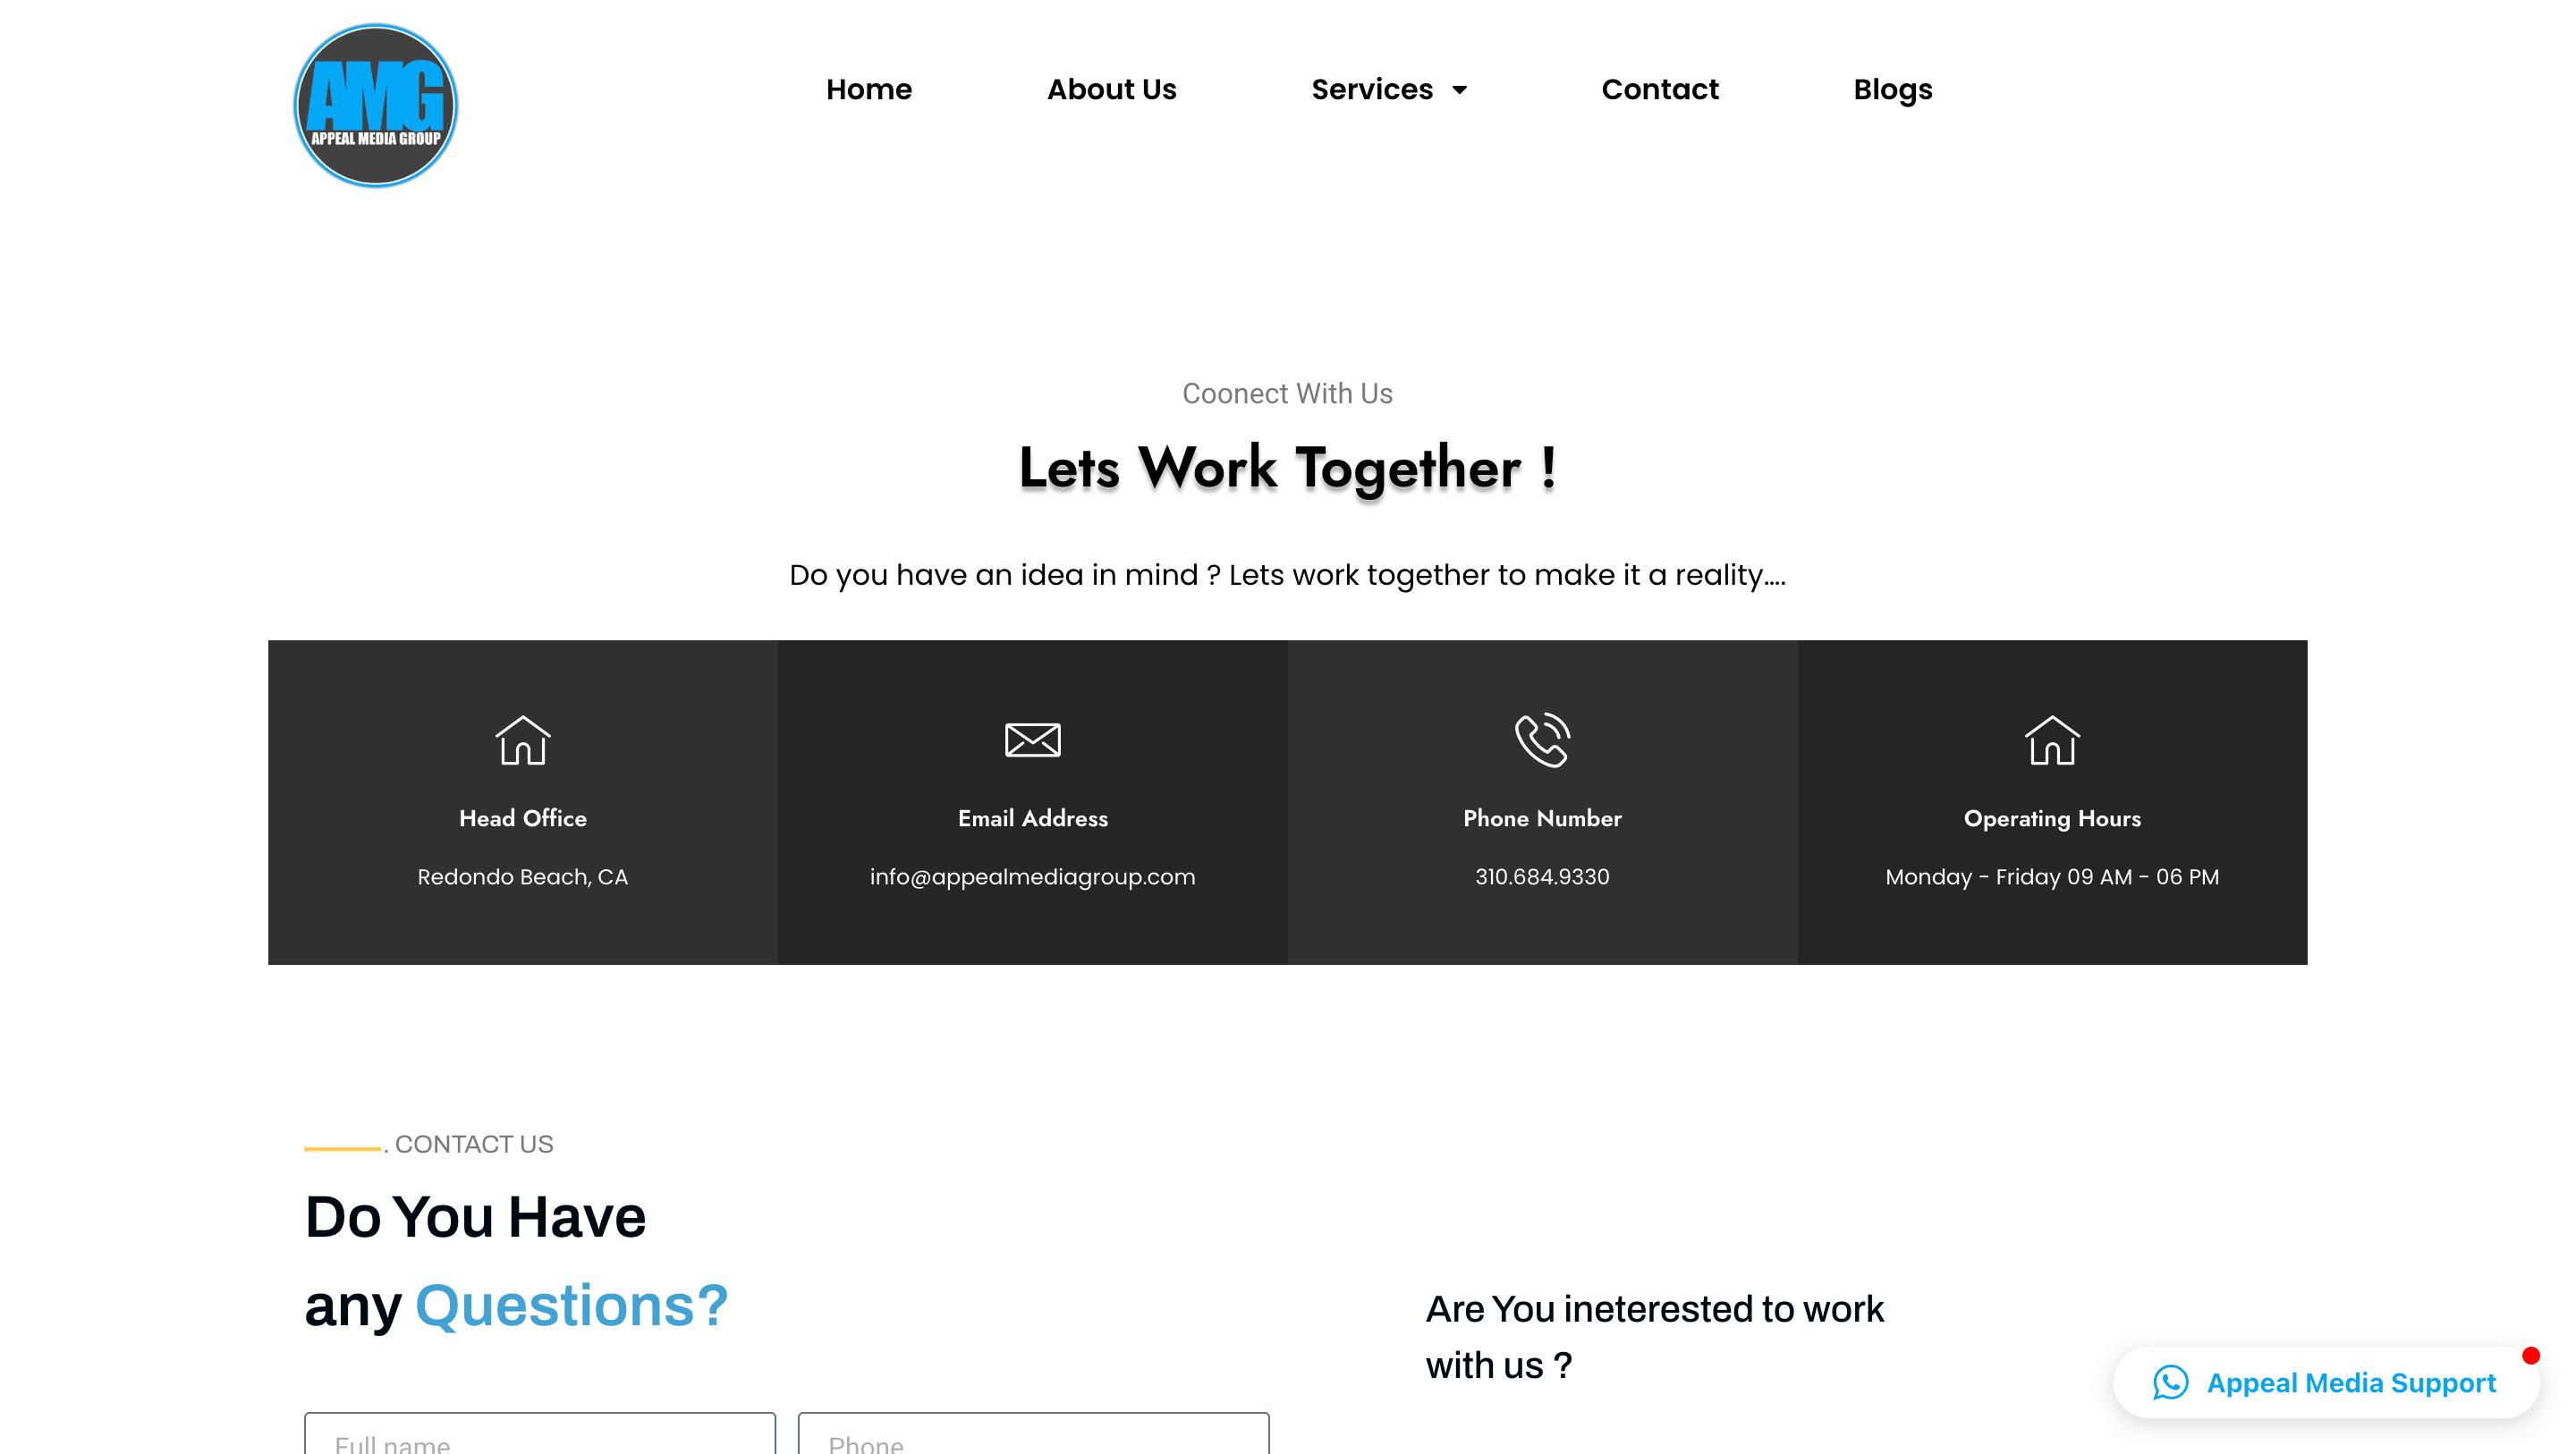 AMG
APPEAL MEDIA GROUP
Home About Us Services Contact Blogs
Coonect With Us
Lets Work Together !
Do you have an idea in mind ? Lets work together to make it a reality....
Head Office
Redondo Beach, CA
Email Address
info@appealmediagroup.com
Phone Number
310.684.9330
Operating Hours
Monday - Friday 09 AM - 06 PM
. CONTACT US
Do You Have
any Questions?
Full name
Phone
Are You ineterested to work
with us ?
Appeal Media Support